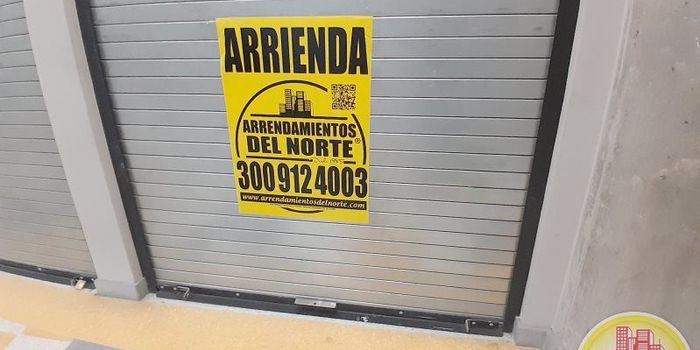 ARRIENDA
ARRENDAMIENTOS
DEL NORTE®
300 912 4003
www.arrendamientosdelnorte.com